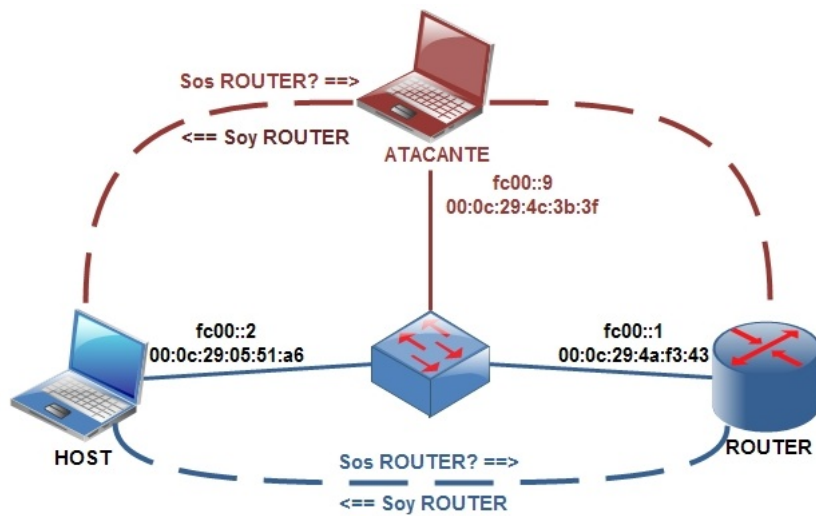 Sos ROUTER? ==>
<== Soy ROUTER
ATACANTE
fc00::9
00:0c:29:4c:3b:3f
fc00::2
00:0c:29:05:51:a6
fc00::1
00:0c:29:4a:f3:43
HOST
ROUTER
Sos ROUTER? ==>
<== Soy ROUTER